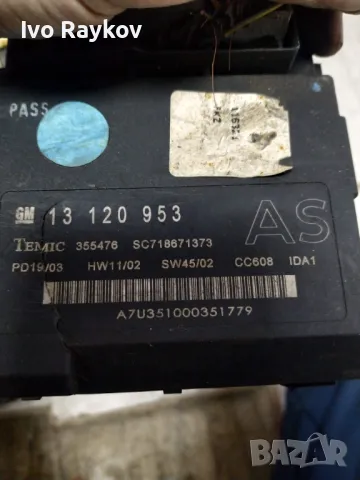 Ivo Raykov
PASS
GM 13 120 953
AS
TEMIC 355476 SC718671373
PD19/03 HW11/02 SW45/02 CC608 IDA1
A7U351000351779
BAZAR